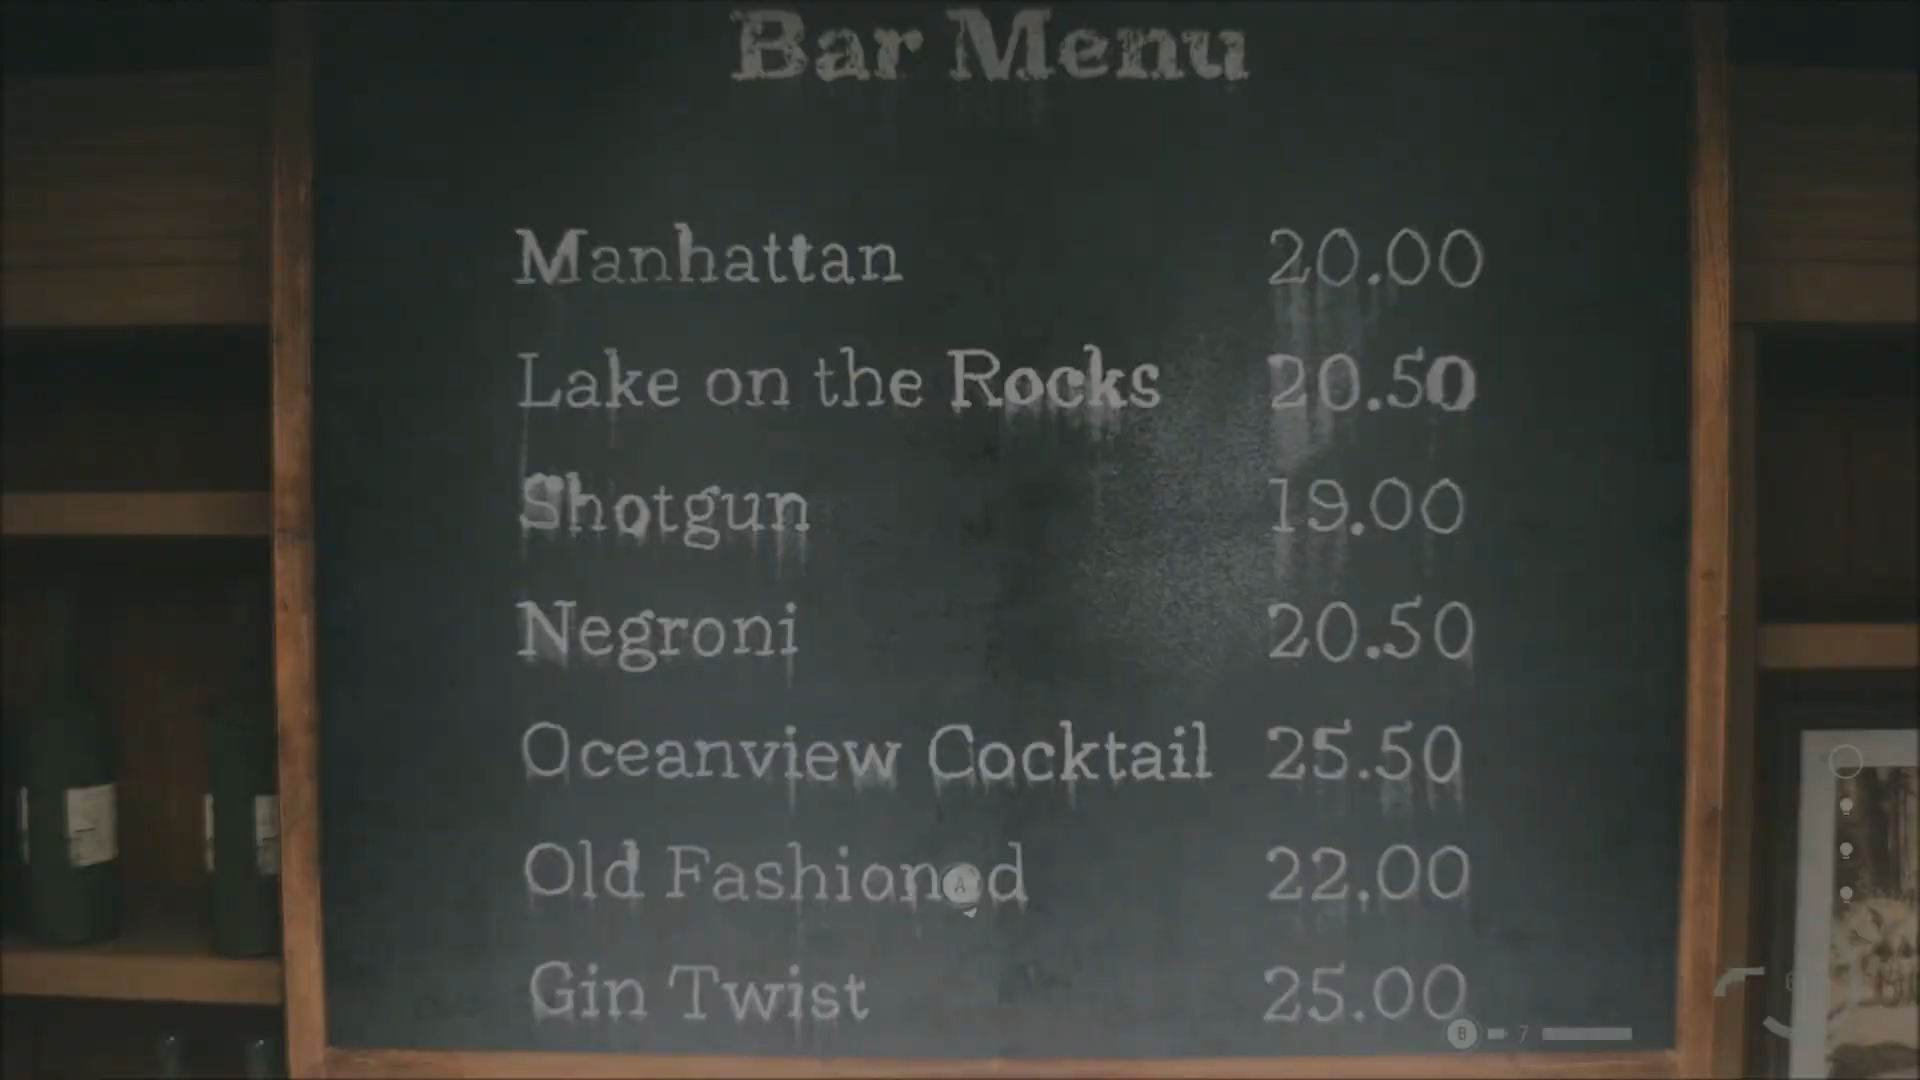 Bar Menu
Manhattan 20.00
Lake on the Rocks 20.50
Shotgun 19.00
Negroni 20.50
Oceanview Cocktail 25.50
Old Fashioned 22.00
Gin Twist 25.00
A
B 7